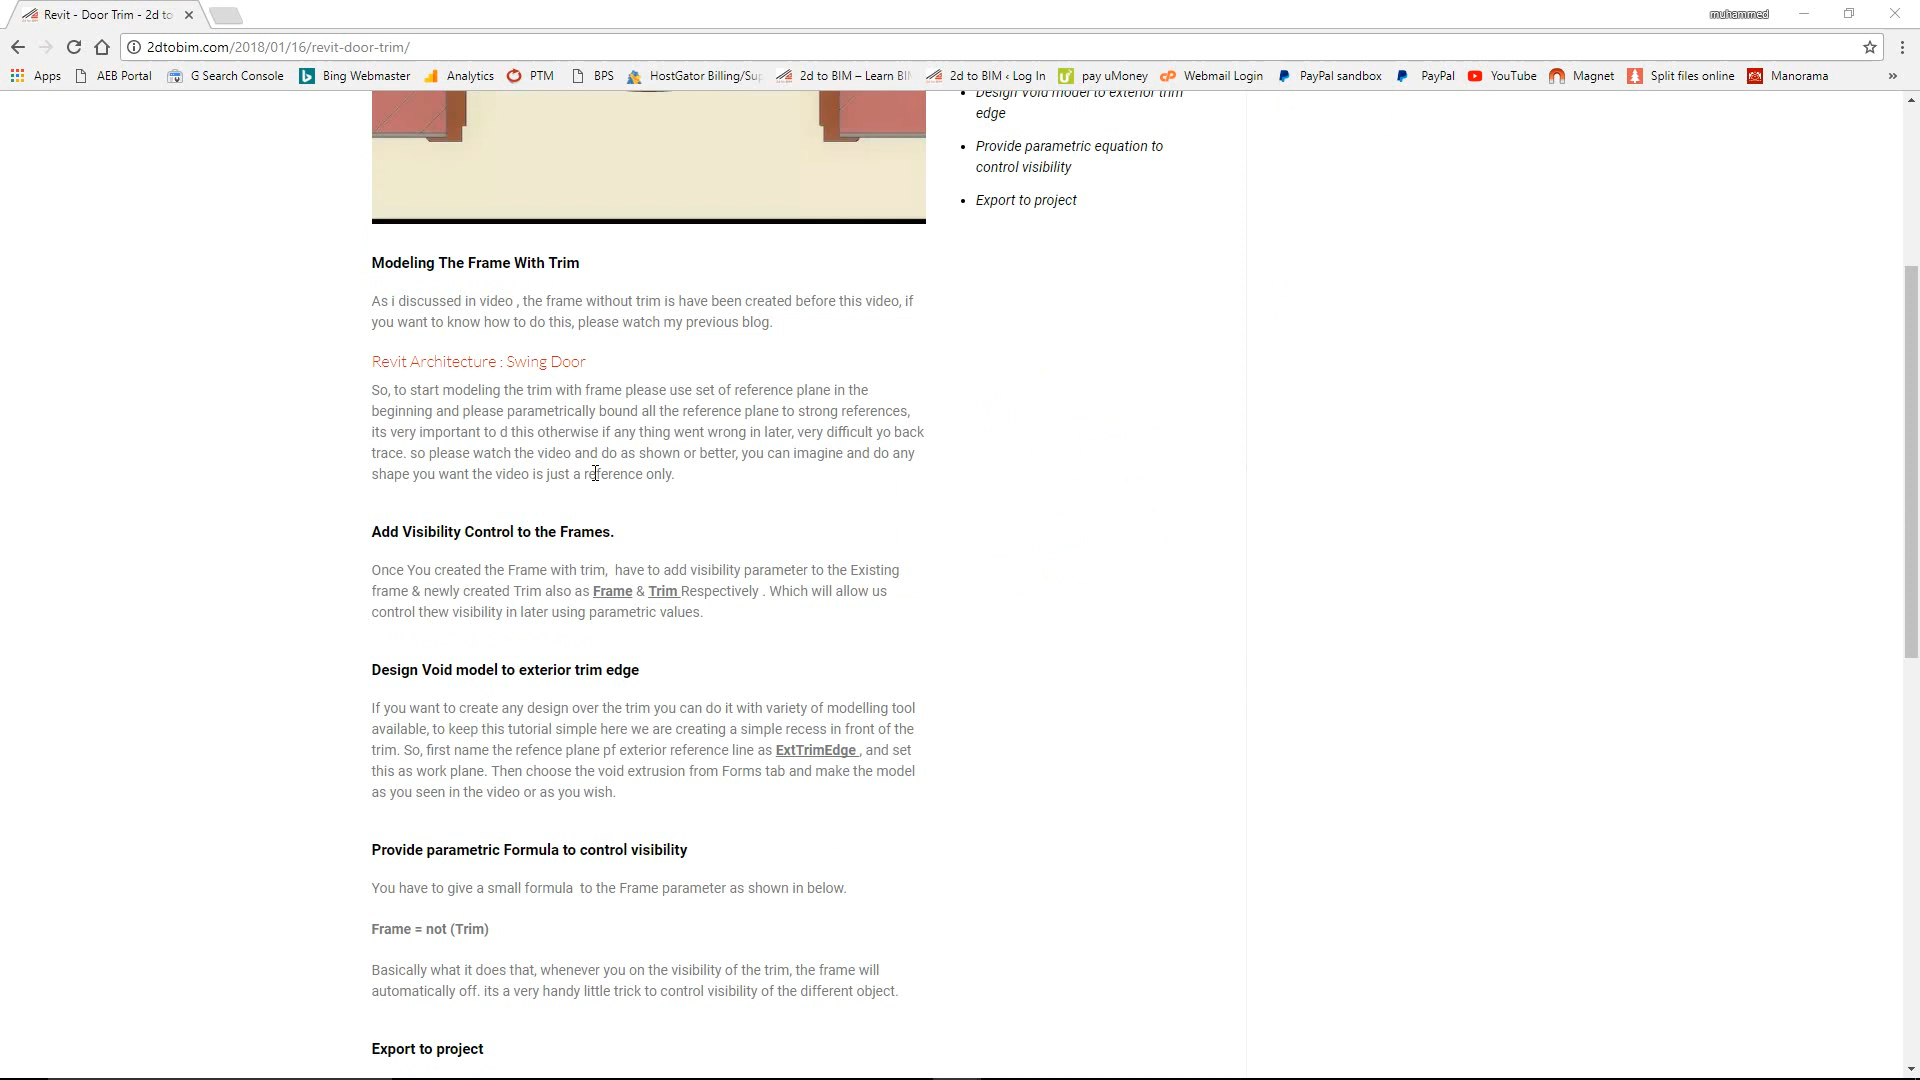 Revit - Door Trim - 2d to
muhammed
2dtobim.com/2018/01/16/revit-door-trim/
Apps AEB Portal G Search Console Bing Webmaster Analytics PTM BPS HostGator Billing/Su 2d to BIM – Learn BI 2d to BIM ‹ Log In pay uMoney Webmail Login PayPal sandbox PayPal YouTube Magnet Split files online Manorama »
• Design Void model to exterior trim
edge
• Provide parametric equation to
control visibility
• Export to project
Modeling The Frame With Trim
As i discussed in video , the frame without trim is have been created before this video, if
you want to know how to do this, please watch my previous blog.
Revit Architecture : Swing Door
So, to start modeling the trim with frame please use set of reference plane in the
beginning and please parametrically bound all the reference plane to strong references,
its very important to d this otherwise if any thing went wrong in later, very difficult yo back
trace. so please watch the video and do as shown or better, you can imagine and do any
shape you want the video is just a reference only.
Add Visibility Control to the Frames.
Once You created the Frame with trim, have to add visibility parameter to the Existing
frame & newly created Trim also as Frame & Trim Respectively . Which will allow us
control thew visibility in later using parametric values.
Design Void model to exterior trim edge
If you want to create any design over the trim you can do it with variety of modelling tool
available, to keep this tutorial simple here we are creating a simple recess in front of the
trim. So, first name the refence plane pf exterior reference line as ExtTrimEdge , and set
this as work plane. Then choose the void extrusion from Forms tab and make the model
as you seen in the video or as you wish.
Provide parametric Formula to control visibility
You have to give a small formula to the Frame parameter as shown in below.
Frame = not (Trim)
Basically what it does that, whenever you on the visibility of the trim, the frame will
automatically off. its a very handy little trick to control visibility of the different object.
Export to project